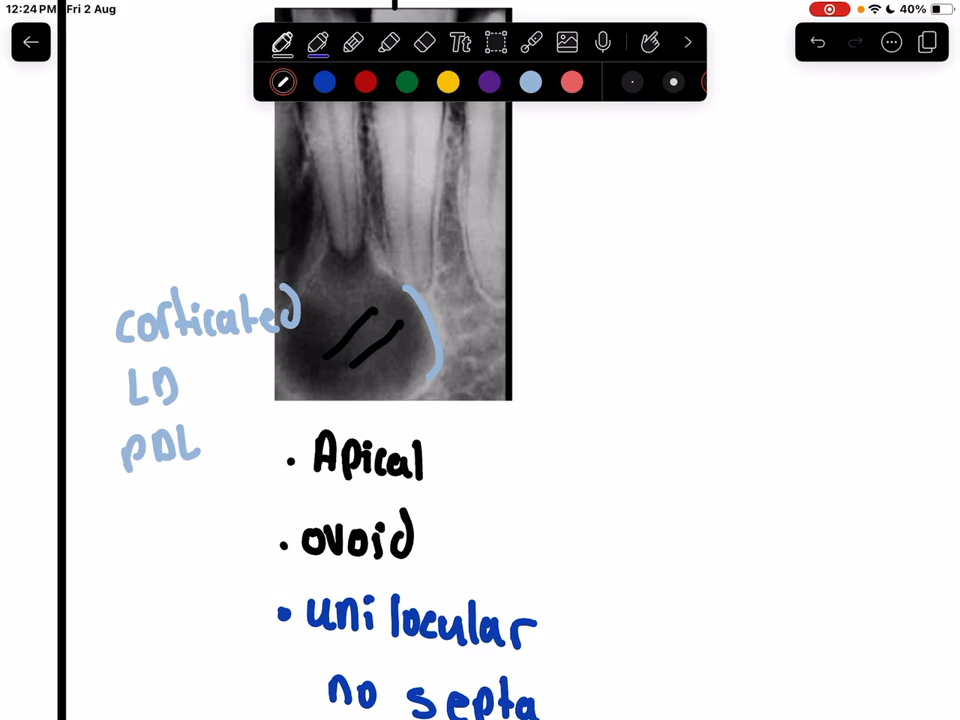 12:24 PM Fri 2 Aug 40%
Tt
corticated
LD
PDL
. Apical
. ovoid
• unilocular
no septa